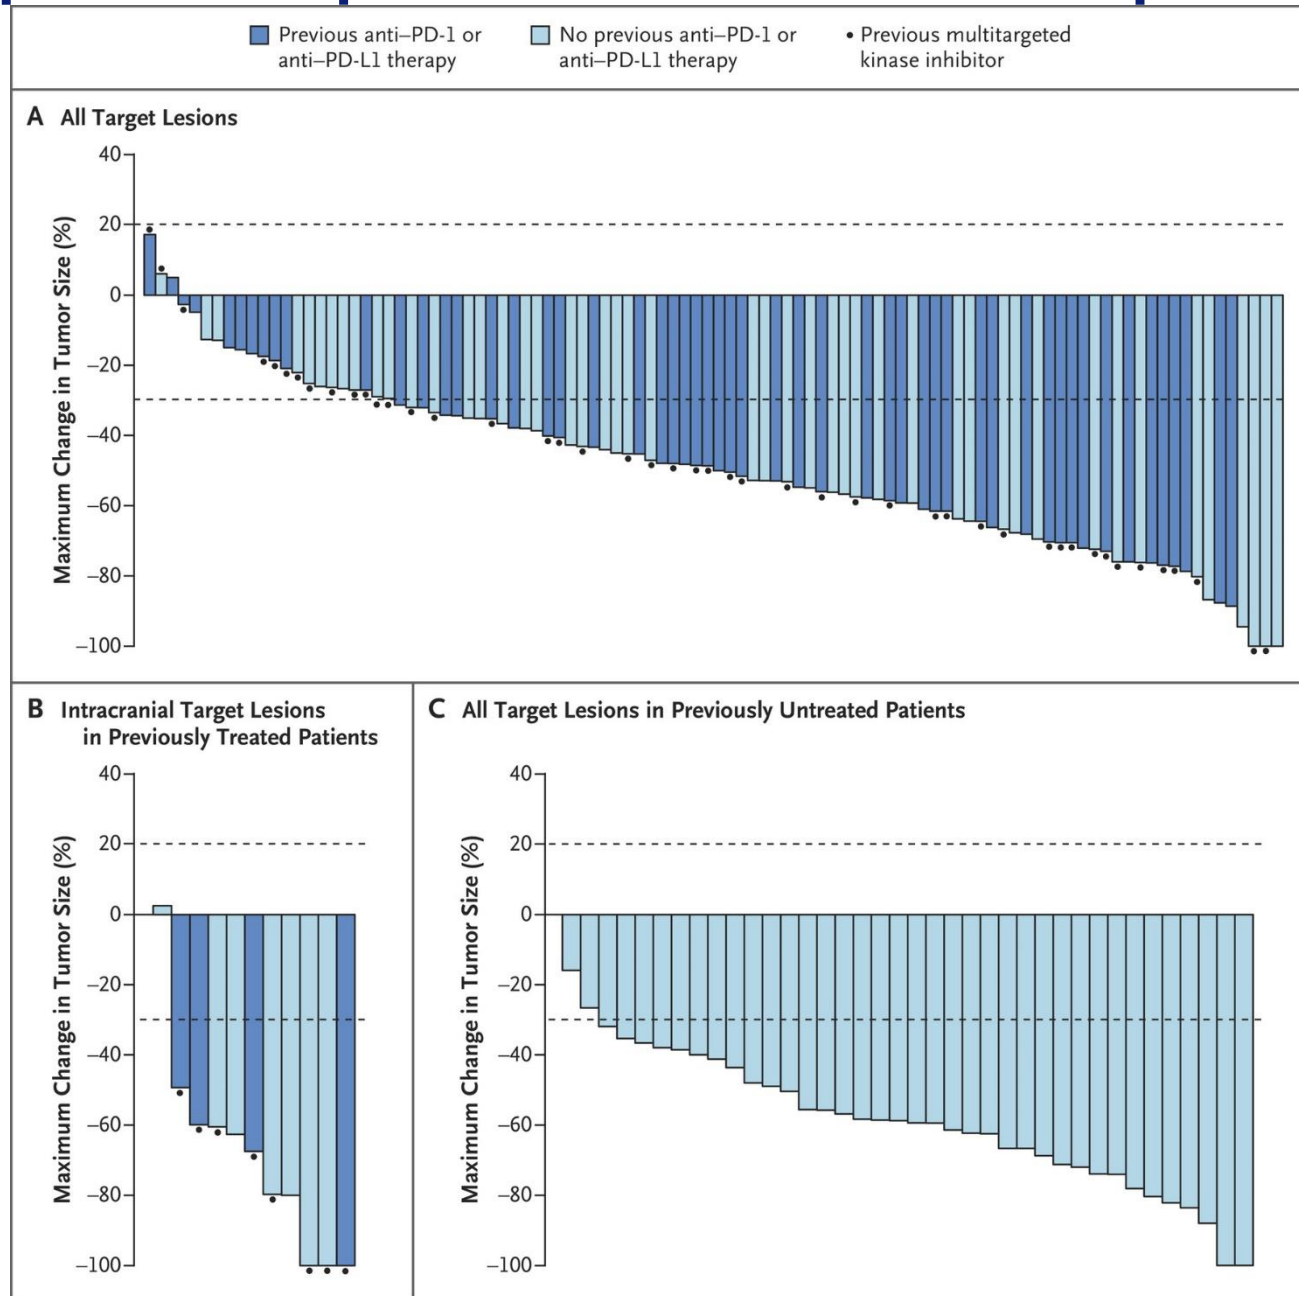 Previous anti–PD-1 or
anti–PD-L1 therapy
No previous anti–PD-1 or
anti–PD-L1 therapy
• Previous multitargeted
kinase inhibitor
A All Target Lesions
Maximum Change in Tumor Size (%)
40
20
0
−20
−40
−60
−80
−100
B Intracranial Target Lesions
in Previously Treated Patients
Maximum Change in Tumor Size (%)
40
20
0
−20
−40
−60
−80
−100
C All Target Lesions in Previously Untreated Patients
Maximum Change in Tumor Size (%)
40
20
0
−20
−40
−60
−80
−100